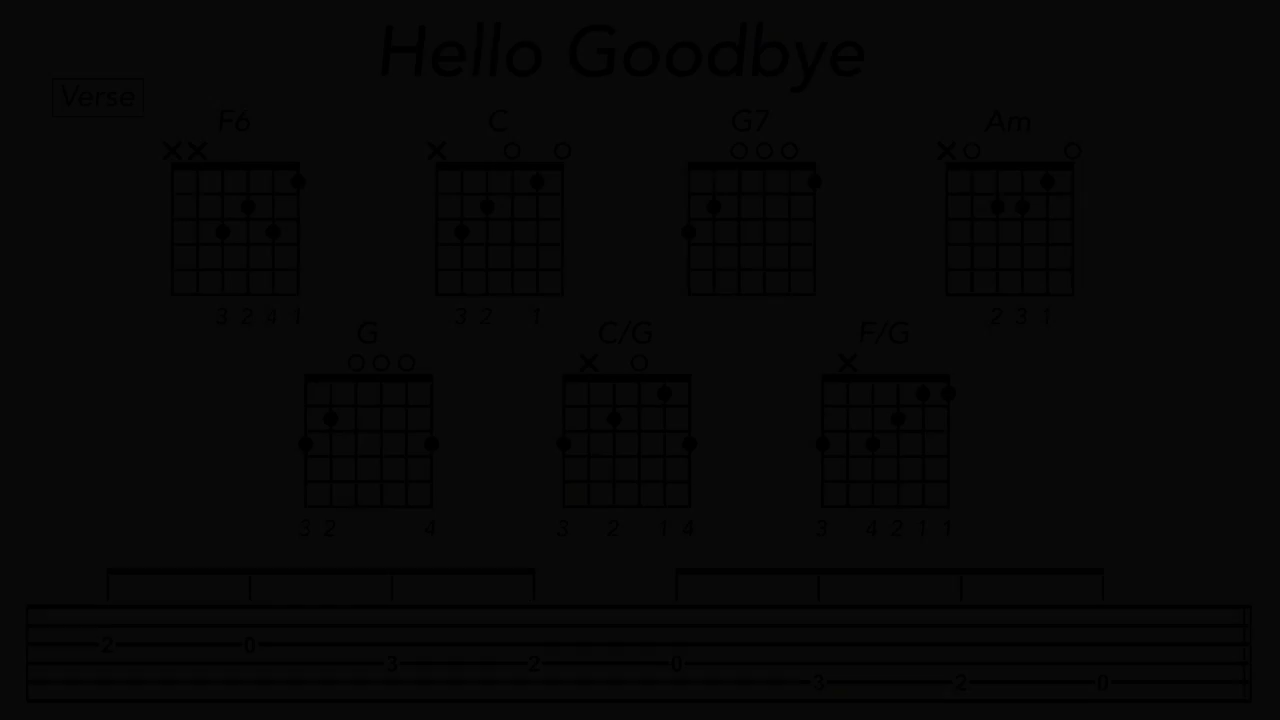 Hello Goodbye
Verse
F6 C G7 Am
3 2 4 1 3 2 1 2 3 1
G C/G F/G
3 2 4 3 2 1 4 3 4 2 1 1
2 0 3 2 0 3 2 0